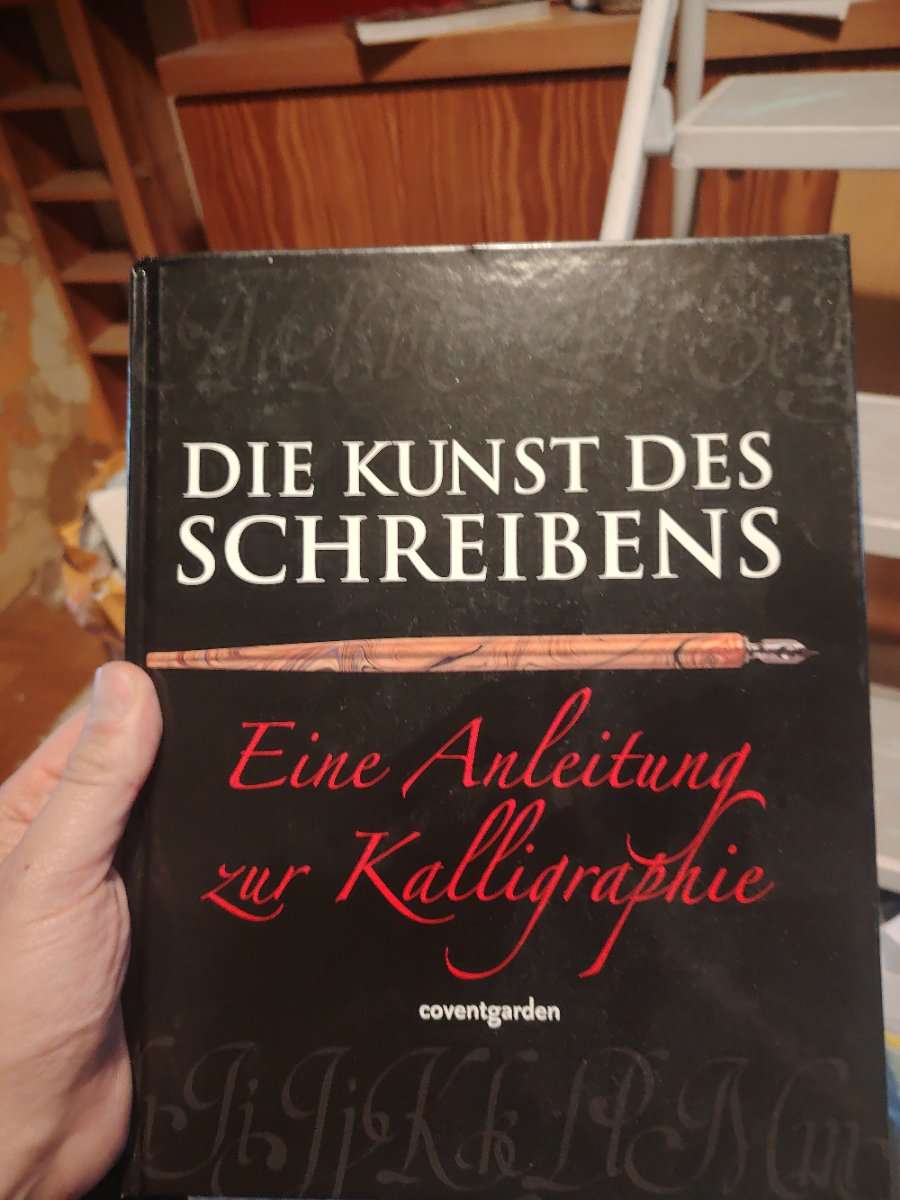 DIE KUNST DES
SCHREIBENS
Eine Anleitung
zur Kalligraphie
coventgarden